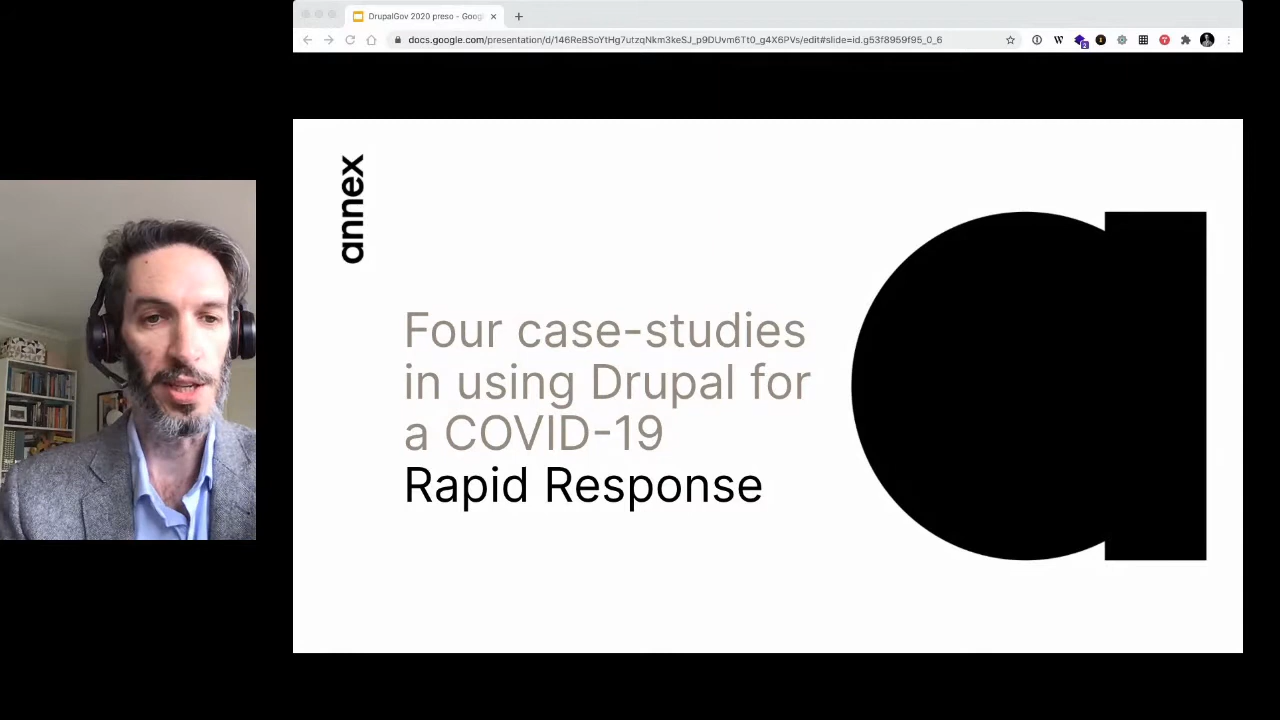 DrupalGov 2020 preso - Goog
docs.google.com/presentation/d/146ReBSoYtHg7utzqNkm3keSJ_p9DUvm6Tt0_g4X6PVs/edit#slide=id.g53f8959f95_0_6
annex
Four case-studies
in using Drupal for
a COVID-19
Rapid Response